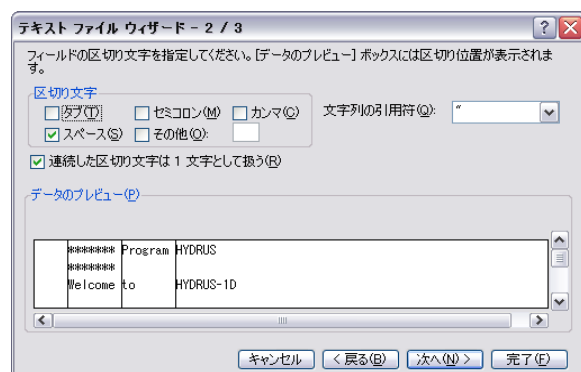 テキスト ファイル ウィザード - 2 / 3
フィールドの区切り文字を指定してください。[データのプレビュー] ボックスには区切り位置が表示されま
す。
区切り文字
タブ(T) セミコロン(M) カンマ(C) 文字列の引用符(Q): "
スペース(S) その他(O):
連続した区切り文字は 1 文字として扱う(R)
データのプレビュー(P)
******* Program HYDRUS
*******
Welcome to HYDRUS-1D
キャンセル < 戻る(B) 次へ(N) > 完了(F)